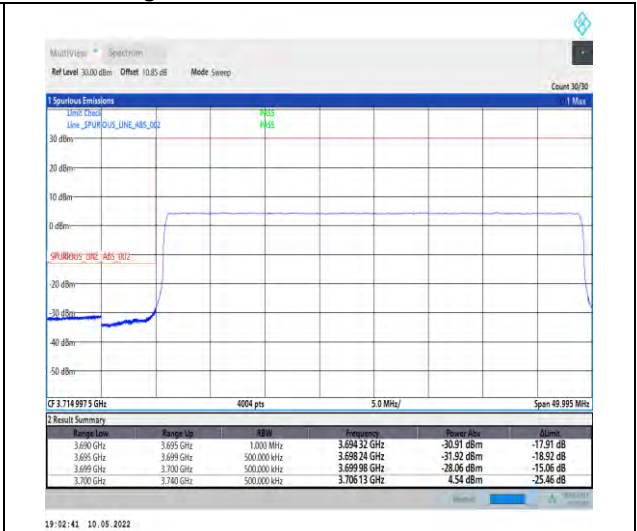 MultiView Spectrum
Ref Level 30.00 dBm Offset 10.85 dB Mode Sweep
Count 30/30
1 Spurious Emissions 1 Max
Limit Check PASS
Line _SPURIOUS_LINE_ABS_002 PASS
30 dBm
20 dBm
10 dBm
0 dBm
SPURIOUS_LINE_ABS_002
-20 dBm
-30 dBm
-40 dBm
-50 dBm
CF 3.714 997 5 GHz 4004 pts 5.0 MHz/ Span 49.995 MHz
2 Result Summary
Range Low Range Up RBW Frequency Power Abs ΔLimit
3.690 GHz 3.695 GHz 1.000 MHz 3.694 32 GHz -30.91 dBm -17.91 dB
3.695 GHz 3.699 GHz 500.000 kHz 3.698 24 GHz -31.92 dBm -18.92 dB
3.699 GHz 3.700 GHz 500.000 kHz 3.699 98 GHz -28.06 dBm -15.06 dB
3.700 GHz 3.740 GHz 500.000 kHz 3.706 13 GHz 4.54 dBm -25.46 dB
19:02:41 10.05.2022